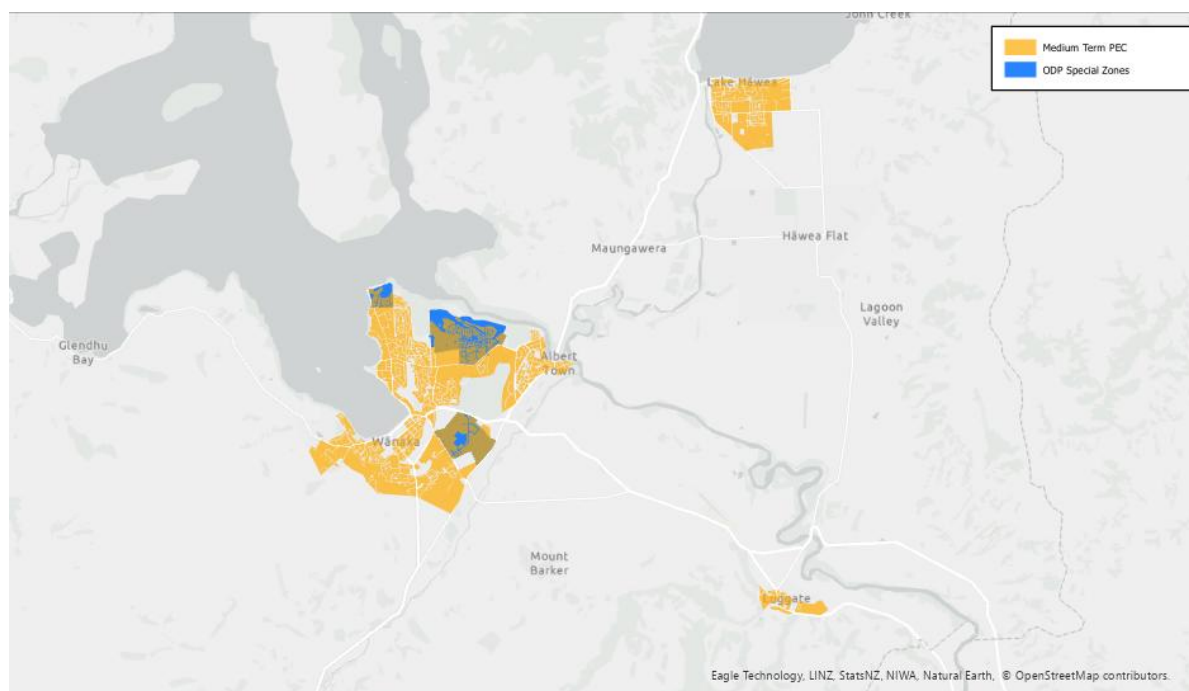 John Creek
Medium Term PEC
ODP Special Zones
Lake Hāwea
Maungawera
Hāwea Flat
Lagoon
Valley
Glendhu
Bay
Albert
Town
Wānaka
Mount
Barker
Luggate
Eagle Technology, LINZ, StatsNZ, NIWA, Natural Earth, © OpenStreetMap contributors.